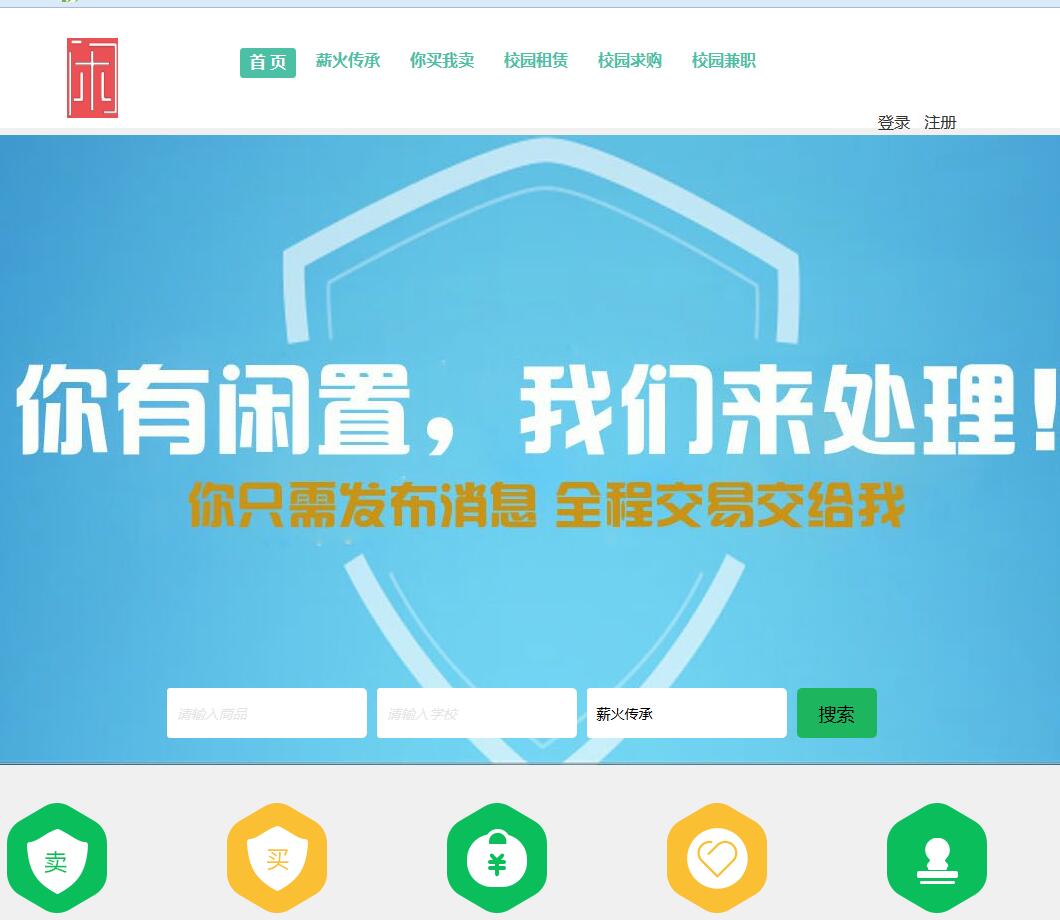 首 页 薪火传承 你买我卖 校园租赁 校园求购 校园兼职
登录 注册
你有闲置，我们来处理!
你只需发布消息 全程交易交给我
请输入商品 请输入学校 薪火传承 搜索
卖 买 ¥